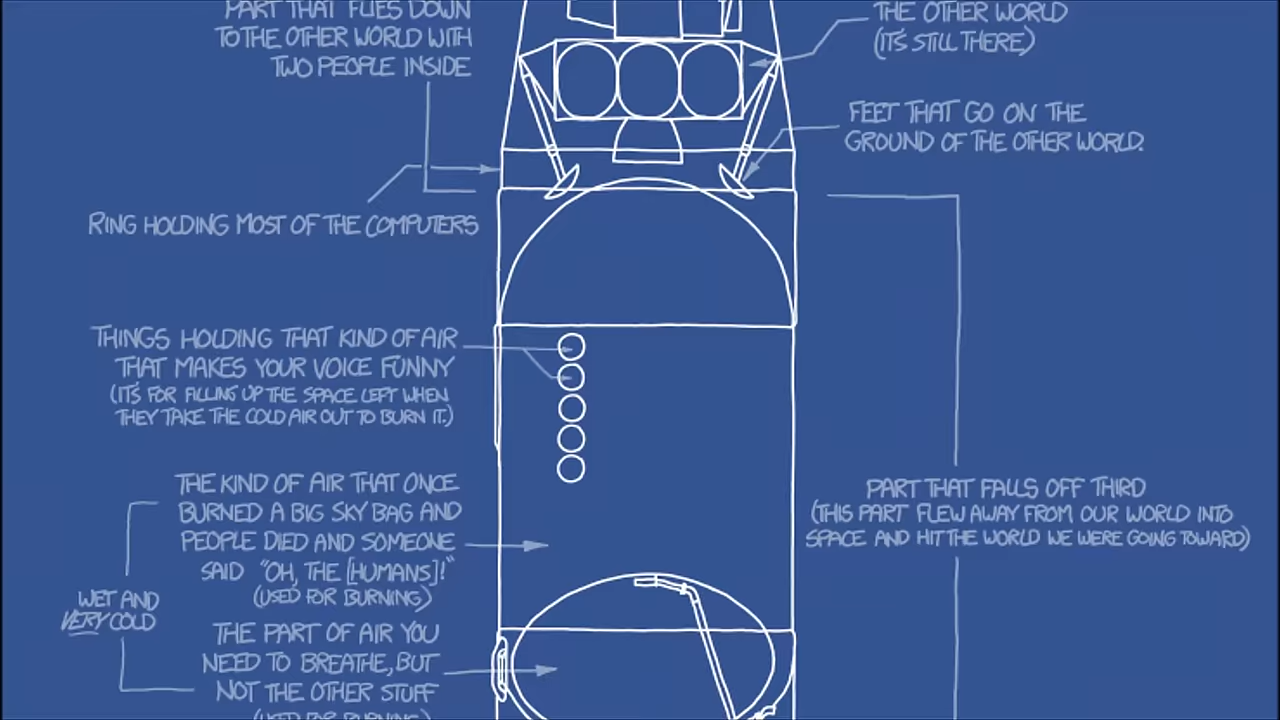 PART THAT FLIES DOWN
TO THE OTHER WORLD WITH
TWO PEOPLE INSIDE
THE OTHER WORLD
(IT'S STILL THERE)
FEET THAT GO ON THE
GROUND OF THE OTHER WORLD.
RING HOLDING MOST OF THE COMPUTERS
THINGS HOLDING THAT KIND OF AIR
THAT MAKES YOUR VOICE FUNNY
(IT'S FOR FILLING UP THE SPACE LEFT WHEN
THEY TAKE THE COLD AIR OUT TO BURN IT.)
THE KIND OF AIR THAT ONCE
BURNED A BIG SKY BAG AND
PEOPLE DIED AND SOMEONE
SAID "OH, THE [HUMANS]!"
(USED FOR BURNING)
WET AND
VERY COLD
THE PART OF AIR YOU
NEED TO BREATHE, BUT
NOT THE OTHER STUFF
(USED FOR BURNING)
PART THAT FALLS OFF THIRD
(THIS PART FLEW AWAY FROM OUR WORLD INTO
SPACE AND HIT THE WORLD WE WERE GOING TOWARD)